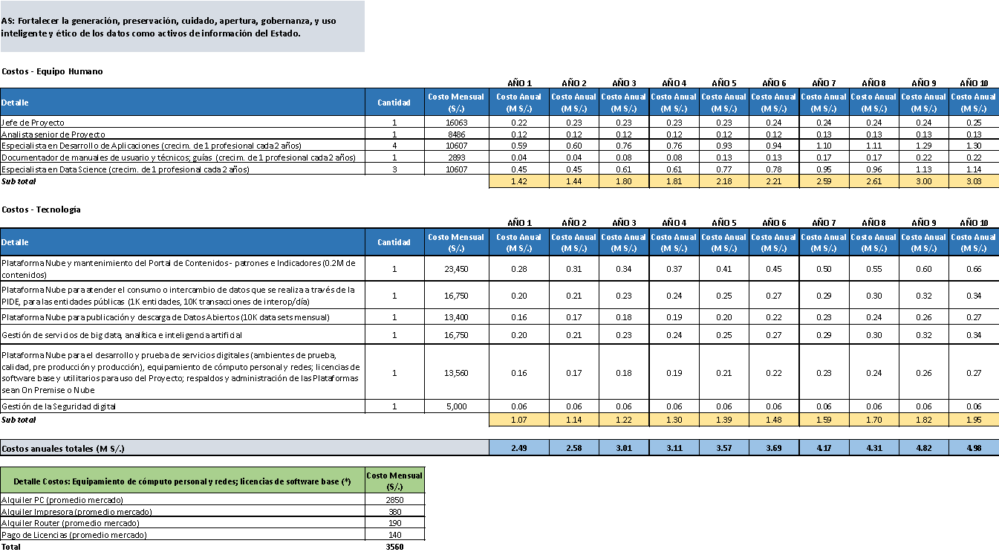 AS: Fortalecer la generación, preservación, cuidado, apertura, gobernanza, y uso
inteligente y ético de los datos como activos de información del Estado.
Costos - Equipo Humano
AÑO 1 AÑO 2 AÑO 3 AÑO 4 AÑO 5 AÑO 6 AÑO 7 AÑO 8 AÑO 9 AÑO 10
Detalle Cantidad Costo Mensual (S/.) Costo Anual (M S/.) Costo Anual (M S/.) Costo Anual (M S/.) Costo Anual (M S/.) Costo Anual (M S/.) Costo Anual (M S/.) Costo Anual (M S/.) Costo Anual (M S/.) Costo Anual (M S/.) Costo Anual (M S/.)
Jefe de Proyecto 1 16063 0.22 0.23 0.23 0.23 0.23 0.24 0.24 0.24 0.24 0.25
Analista senior de Proyecto 1 8486 0.12 0.12 0.12 0.12 0.12 0.12 0.13 0.13 0.13 0.13
Especialista en Desarrollo de Aplicaciones (crecim. de 1 profesional cada 2 años) 4 10607 0.59 0.60 0.76 0.76 0.93 0.94 1.10 1.11 1.29 1.30
Documentador de manuales de usuario y técnicos; guías (crecim. de 1 profesional cada 2 años) 1 2893 0.04 0.04 0.08 0.08 0.13 0.13 0.17 0.17 0.22 0.22
Especialista en Data Science (crecim. de 1 profesional cada 2 años) 3 10607 0.45 0.45 0.61 0.61 0.77 0.78 0.95 0.96 1.13 1.14
Sub total 1.42 1.44 1.80 1.81 2.18 2.21 2.59 2.61 3.00 3.03
Costos - Tecnología
AÑO 1 AÑO 2 AÑO 3 AÑO 4 AÑO 5 AÑO 6 AÑO 7 AÑO 8 AÑO 9 AÑO 10
Detalle Cantidad Costo Mensual (S/.) Costo Anual (M S/.) Costo Anual (M S/.) Costo Anual (M S/.) Costo Anual (M S/.) Costo Anual (M S/.) Costo Anual (M S/.) Costo Anual (M S/.) Costo Anual (M S/.) Costo Anual (M S/.) Costo Anual (M S/.)
Plataforma Nube y mantenimiento del Portal de Contenidos - patrones e Indicadores (0.2M de
contenidos) 1 23,450 0.28 0.31 0.34 0.37 0.41 0.45 0.50 0.55 0.60 0.66
Plataforma Nube para atender el consumo o intercambio de datos que se realiza a través de la
PIDE, para las entidades públicas (1K entidades, 10K transacciones de interop/día) 1 16,750 0.20 0.21 0.23 0.24 0.25 0.27 0.29 0.30 0.32 0.34
Plataforma Nube para publicación y descarga de Datos Abiertos (10K data sets mensual) 1 13,400 0.16 0.17 0.18 0.19 0.20 0.22 0.23 0.24 0.26 0.27
Gestión de servicios de big data, analítica e inteligencia artificial 1 16,750 0.20 0.21 0.23 0.24 0.25 0.27 0.29 0.30 0.32 0.34
Plataforma Nube para el desarrollo y prueba de servicios digitales (ambientes de prueba,
calidad, pre producción y producción), equipamiento de cómputo personal y redes; licencias de
software base y utilitarios para uso del Proyecto; respaldos y administración de las Plataformas
sean On Premise o Nube 1 13,560 0.16 0.17 0.18 0.19 0.21 0.22 0.23 0.24 0.26 0.27
Gestión de la Seguridad digital 1 5,000 0.06 0.06 0.06 0.06 0.06 0.06 0.06 0.06 0.06 0.06
Sub total 1.07 1.14 1.22 1.30 1.39 1.48 1.59 1.70 1.82 1.95
Costos anuales totales (M S/.) 2.49 2.58 3.01 3.11 3.57 3.69 4.17 4.31 4.82 4.98
Detalle Costos: Equipamiento de cómputo personal y redes; licencias de software base (*) Costo Mensual (S/.)
Alquiler PC (promedio mercado) 2850
Alquiler Impresora (promedio mercado) 380
Alquiler Router (promedio mercado) 190
Pago de Licencias (promedio mercado) 140
Total 3560